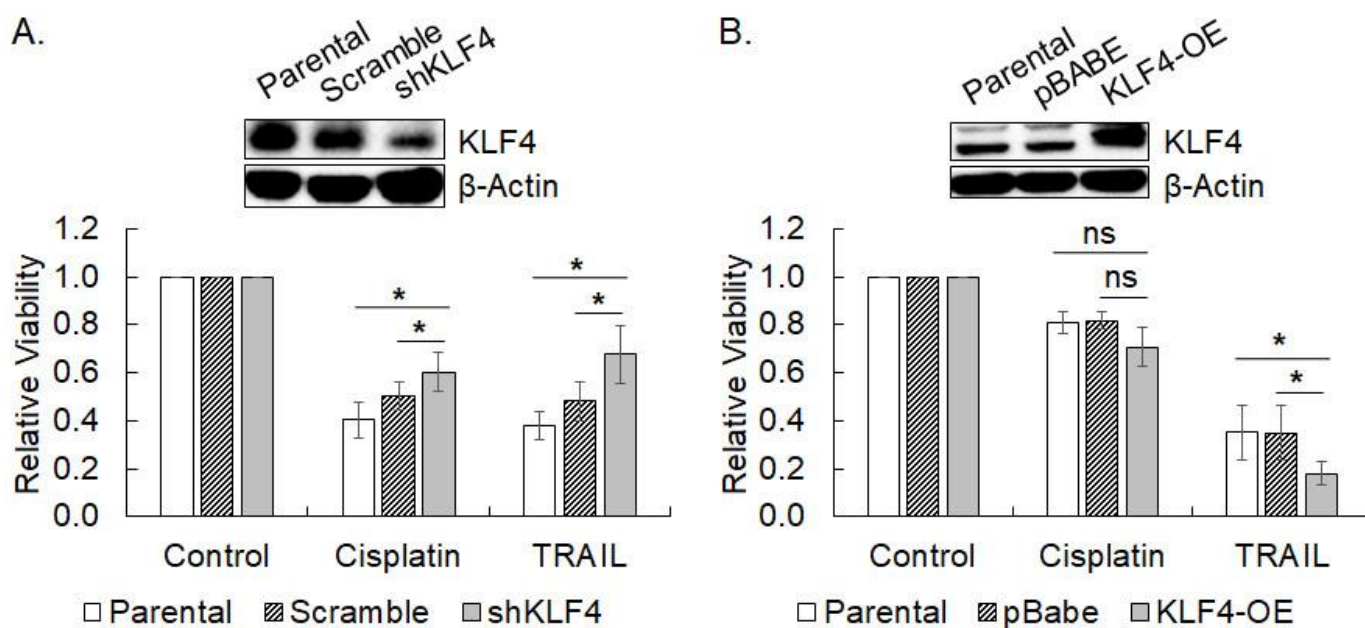 A.
Parental
Scramble
shKLF4
KLF4
β-Actin
1.2
1.0
0.8
0.6
0.4
0.2
0.0
Relative Viability
*
*
*
*
Control Cisplatin TRAIL
Parental Scramble shKLF4
B.
Parental
pBABE
KLF4-OE
KLF4
β-Actin
1.2
1.0
0.8
0.6
0.4
0.2
0.0
Relative Viability
ns
ns
*
*
Control Cisplatin TRAIL
Parental pBabe KLF4-OE